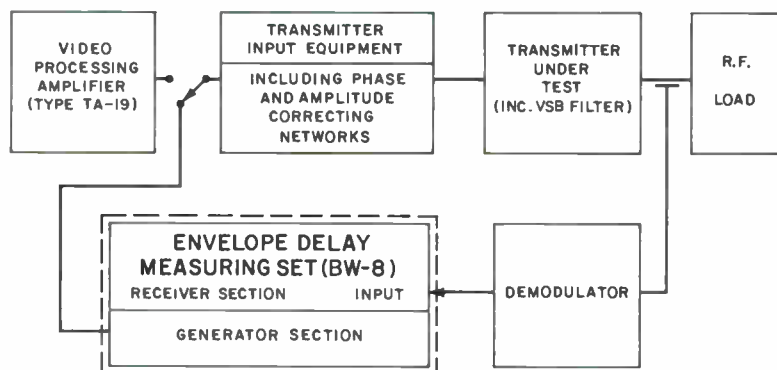 VIDEO
PROCESSING
AMPLIFIER
(TYPE TA-19)
TRANSMITTER
INPUT EQUIPMENT
INCLUDING PHASE
AND AMPLITUDE
CORRECTING
NETWORKS
TRANSMITTER
UNDER
TEST
(INC. VSB FILTER)
R.F.
LOAD
ENVELOPE DELAY
MEASURING SET (BW-8)
RECEIVER SECTION INPUT
GENERATOR SECTION
DEMODULATOR